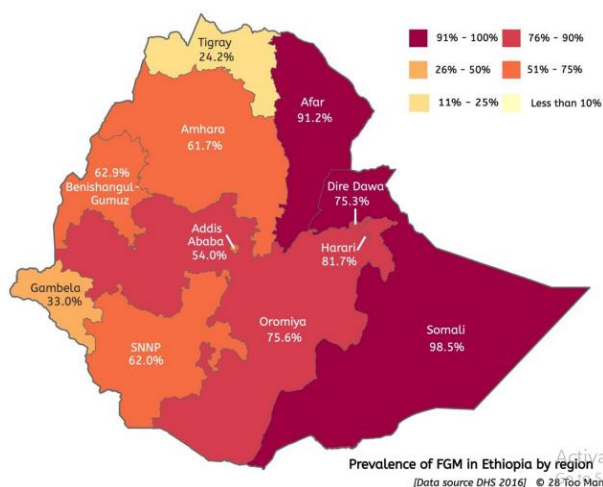 Tigray
24.2%
91% - 100%
76% - 90%
26% - 50%
51% - 75%
11% - 25%
Less than 10%
Afar
91.2%
Amhara
61.7%
62.9%
Benishangul-
Gumuz
Dire Dawa
75.3%
Addis
Ababa
54.0%
Harari
81.7%
Gambela
33.0%
Oromiya
75.6%
Somali
98.5%
SNNP
62.0%
Prevalence of FGM in Ethiopia by region
[Data source DHS 2016] © 28 Too Man